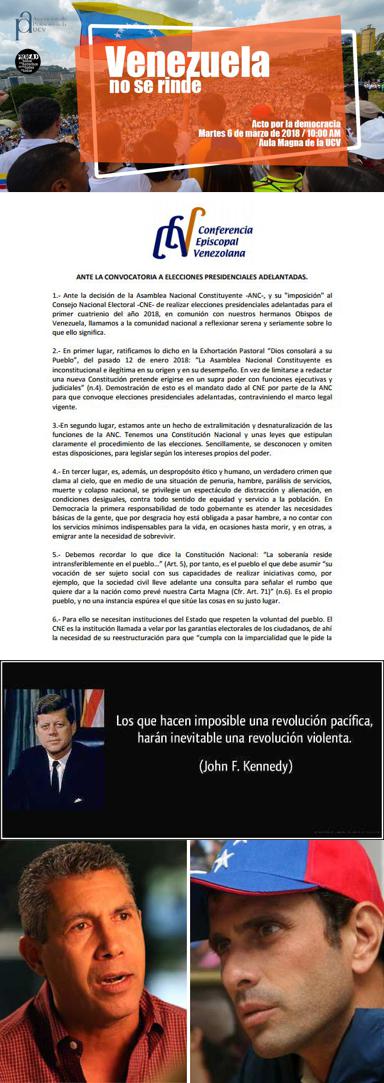 UCV
Venezuela
no se rinde
Acto por la democracia
Martes 6 de marzo de 2018 / 10:00 AM
Aula Magna de la UCV
Conferencia
Episcopal
Venezolana
ANTE LA CONVOCATORIA A ELECCIONES PRESIDENCIALES ADELANTADAS.
1.- Ante la decisión de la Asamblea Nacional Constituyente -ANC-, y su "imposición" al
Consejo Nacional Electoral -CNE- de realizar elecciones presidenciales adelantadas para el
primer cuatrienio del año 2018, en comunión con nuestros hermanos Obispos de
Venezuela, llamamos a la comunidad nacional a reflexionar serena y seriamente sobre lo
que ello significa.
2.- En primer lugar, ratificamos lo dicho en la Exhortación Pastoral "Dios consolará a su
Pueblo", del pasado 12 de enero 2018: "La Asamblea Nacional Constituyente es
inconstitucional e ilegítima en su origen y en su desempeño. En vez de limitarse a redactar
una nueva Constitución pretende erigirse en un supra poder con funciones ejecutivas y
judiciales" (n.4). Demostración de esto es el mandato dado al CNE por parte de la ANC
para que convoque elecciones presidenciales adelantadas, contraviniendo el marco legal
vigente.
3.-En segundo lugar, estamos ante un hecho de extralimitación y desnaturalización de las
funciones de la ANC. Tenemos una Constitución Nacional y unas leyes que estipulan
claramente el procedimiento de las elecciones. Sencillamente, se desconocen y omiten
estas disposiciones, para legislar según los intereses propios del poder.
4.- En tercer lugar, es, además, un despropósito ético y humano, un verdadero crimen que
clama al cielo, que en medio de una situación de penuria, hambre, parálisis de servicios,
muerte y colapso nacional, se privilegie un espectáculo de distracción y alienación, en
condiciones desiguales, contra todo sentido de equidad y servicio a la población. En
Democracia la primera responsabilidad de todo gobernante es atender las necesidades
básicas de la gente, que por desgracia hoy está obligada a pasar hambre, a no contar con
los servicios mínimos indispensables para la vida, en ocasiones hasta morir, y en otras, a
emigrar ante la necesidad de sobrevivir.
5.- Debemos recordar lo que dice la Constitución Nacional: "La soberanía reside
intransferiblemente en el pueblo..." (Art. 5), por tanto, es el pueblo el que debe asumir "su
vocación de ser sujeto social con sus capacidades de realizar iniciativas como, por
ejemplo, que la sociedad civil lleve adelante una consulta para señalar el rumbo que
quiere dar a la nación como prevé nuestra Carta Magna (Cfr. Art. 71)" (n.6). Es el propio
pueblo, y no una instancia espúrea el que sitúe las cosas en su justo lugar.
6.- Para ello se necesitan instituciones del Estado que respeten la voluntad del pueblo. El
CNE es la institución llamada a velar por las garantías electorales de los ciudadanos, de ahí
la necesidad de su reestructuración para que "cumpla con la imparcialidad que le pide la
Los que hacen imposible una revolución pacífica,
harán inevitable una revolución violenta.
(John F. Kennedy)